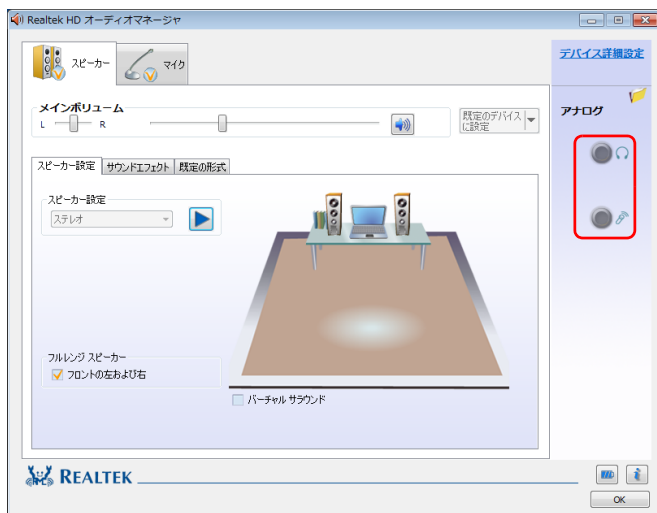 Realtek HD オーディオマネージャ
スピーカー
マイク
デバイス詳細設定
メインボリューム
L
R
既定のデバイス
に設定
アナログ
スピーカー設定
サウンドエフェクト
既定の形式
スピーカー設定
ステレオ
フルレンジ スピーカー
フロントの左および右
バーチャル サラウンド
REALTEK
OK